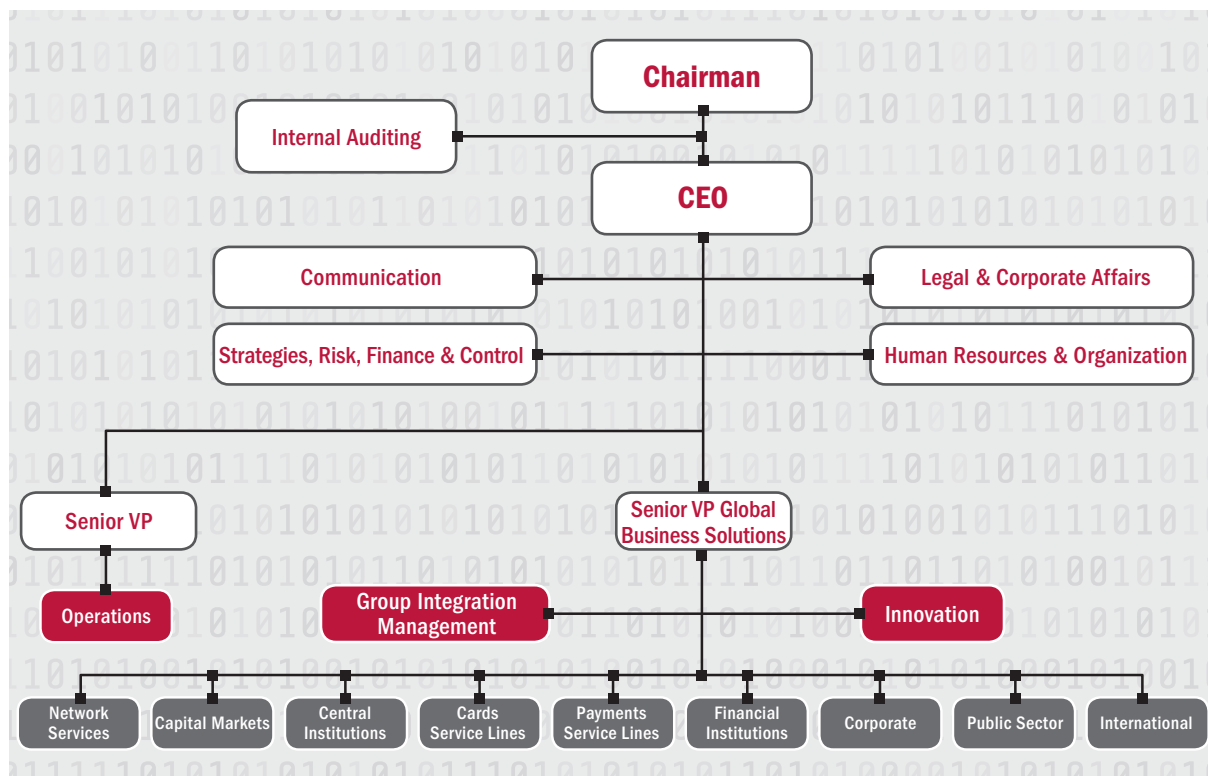 Chairman
Internal Auditing
CEO
Communication
Legal & Corporate Affairs
Strategies, Risk, Finance & Control
Human Resources & Organization
Senior VP
Senior VP Global
Business Solutions
Operations
Group Integration
Management
Innovation
Network
Services
Capital Markets
Central
Institutions
Cards
Service Lines
Payments
Service Lines
Financial
Institutions
Corporate
Public Sector
International